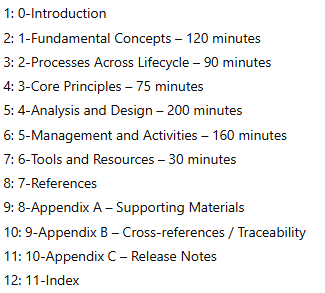 1: 0-Introduction
2: 1-Fundamental Concepts – 120 minutes
3: 2-Processes Across Lifecycle – 90 minutes
4: 3-Core Principles – 75 minutes
5: 4-Analysis and Design – 200 minutes
6: 5-Management and Activities – 160 minutes
7: 6-Tools and Resources – 30 minutes
8: 7-References
9: 8-Appendix A – Supporting Materials
10: 9-Appendix B – Cross-references / Traceability
11: 10-Appendix C – Release Notes
12: 11-Index